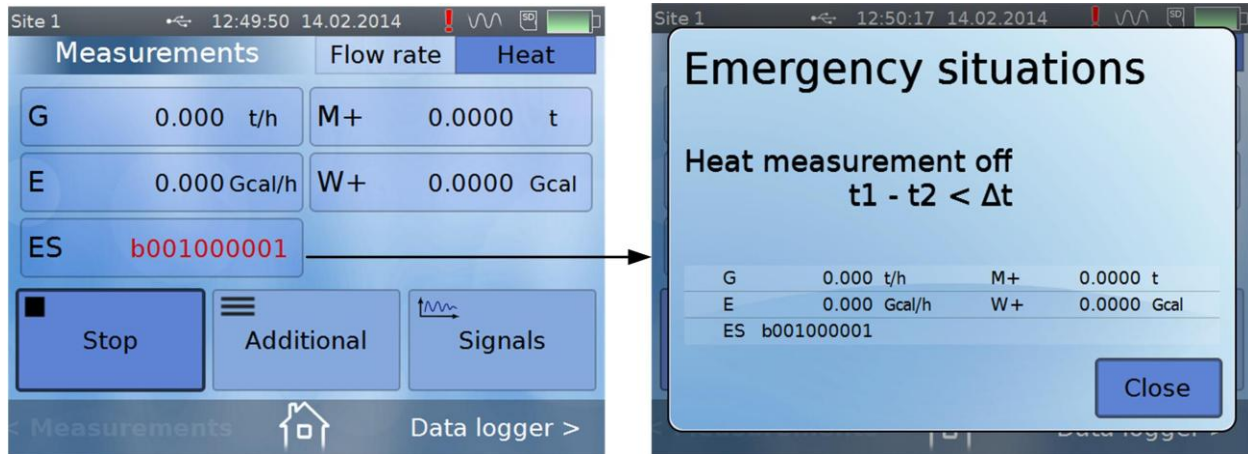 Site 1 12:49:50 14.02.2014 SD
Measurements Flow rate Heat
G 0.000 t/h M+ 0.0000 t
E 0.000 Gcal/h W+ 0.0000 Gcal
ES b001000001
Stop Additional Signals
< Measurements Data logger >
Site 1 12:50:17 14.02.2014 SD
Emergency situations
Heat measurement off
t1 - t2 < Δt
G 0.000 t/h M+ 0.0000 t
E 0.000 Gcal/h W+ 0.0000 Gcal
ES b001000001
Close